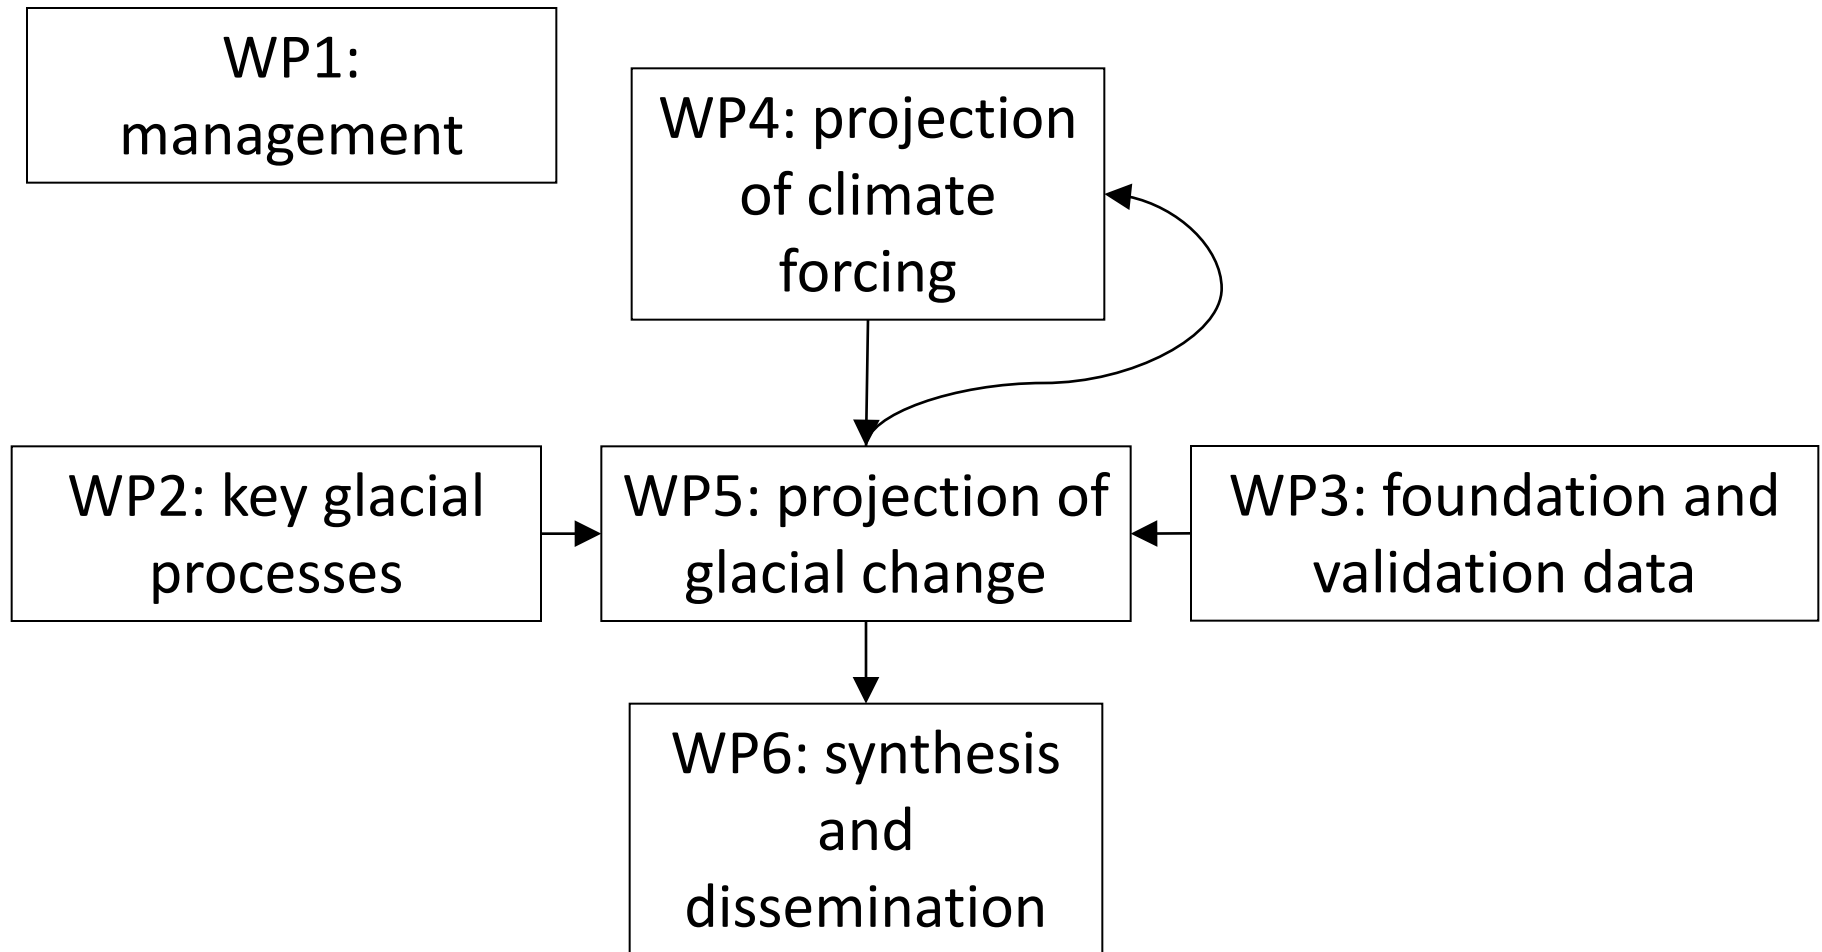 WP1:
management
WP4: projection
of climate
forcing
WP2: key glacial
processes
WP5: projection of
glacial change
WP3: foundation and
validation data
WP6: synthesis
and
dissemination